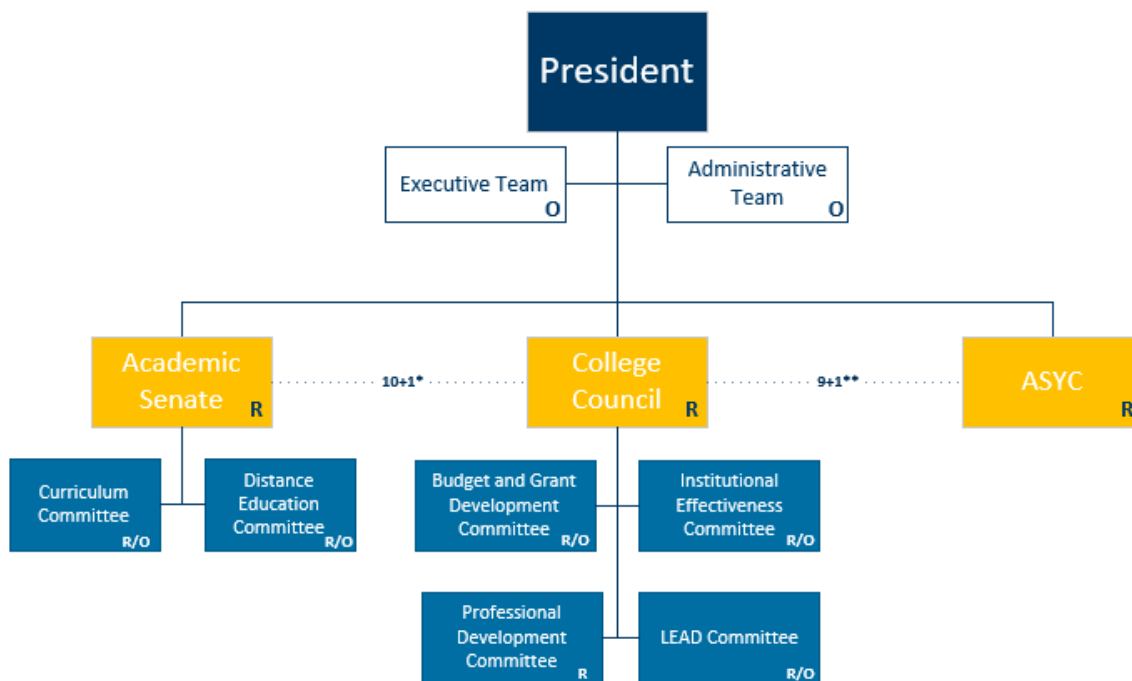 President
Executive Team
O
Administrative
Team
O
Academic
Senate
R
10+1*
College
Council
R
9+1**
ASYC
R
Curriculum
Committee
R/O
Distance
Education
Committee
R/O
Budget and Grant
Development
Committee
R/O
Institutional
Effectiveness
Committee
R/O
Professional
Development
Committee
R
LEAD Committee
R/O